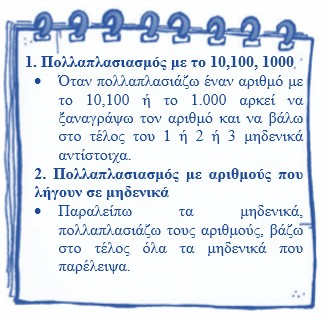 1. Πολλαπλασιασμός με το 10,100, 1000
• Όταν πολλαπλασιάζω έναν αριθμό με
το 10,100 ή το 1.000 αρκεί να
ξαναγράψω τον αριθμό και να βάλω
στο τέλος του 1 ή 2 ή 3 μηδενικά
αντίστοιχα.
2. Πολλαπλασιασμός με αριθμούς που
λήγουν σε μηδενικά
• Παραλείπω τα μηδενικά,
πολλαπλασιάζω τους αριθμούς, βάζω
στο τέλος όλα τα μηδενικά που
παρέλειψα.